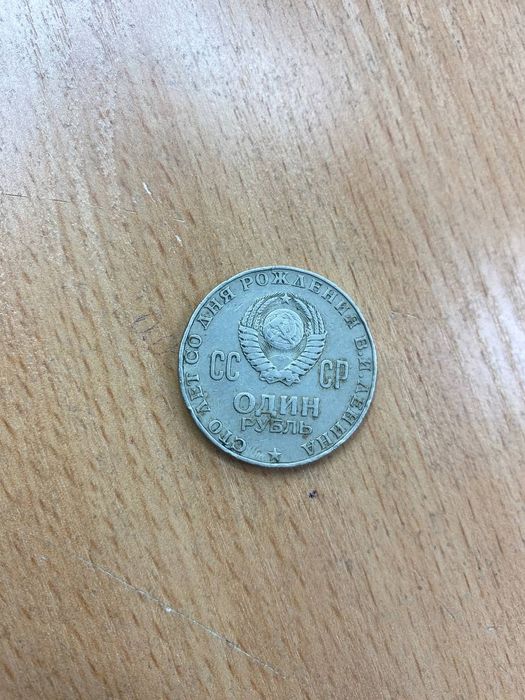 СТО ЛЕТ СО ДНЯ РОЖДЕНИЯ В.И.ЛЕНИНА
СС СР
ОДИН
РУБЛЬ